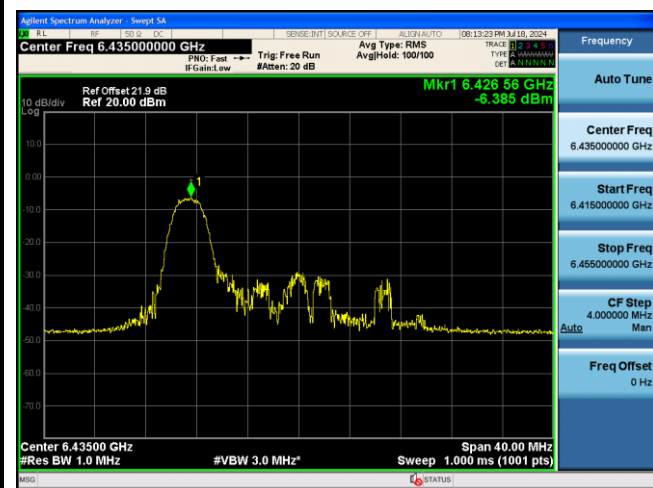 Agilent Spectrum Analyzer - Swept SA
RL RF 50 Ω DC SENSE:INT SOURCE OFF ALIGN AUTO 08:13:23 PM Jul 18, 2024
Center Freq 6.435000000 GHz
PNO: Fast
IFGain:Low
Trig: Free Run
#Atten: 20 dB
Avg Type: RMS
Avg|Hold: 100/100
TRACE 1 2 3 4 5 6
TYPE A WWWWW
DET A N N N N N
Ref Offset 21.9 dB
Ref 20.00 dBm
Mkr1 6.426 56 GHz
-6.385 dBm
10 dB/div
Log
10.0
0.00
-10.0
-20.0
-30.0
-40.0
-50.0
-60.0
-70.0
1
Center 6.43500 GHz
#Res BW 1.0 MHz
#VBW 3.0 MHz*
Span 40.00 MHz
Sweep 1.000 ms (1001 pts)
MSG
STATUS
Frequency
Auto Tune
Center Freq
6.435000000 GHz
Start Freq
6.415000000 GHz
Stop Freq
6.455000000 GHz
CF Step
4.000000 MHz
Auto Man
Freq Offset
0 Hz